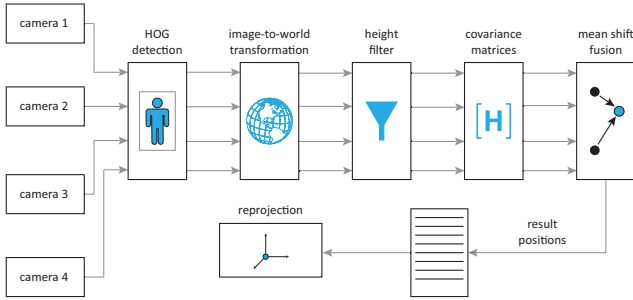 camera 1
camera 2
camera 3
camera 4
HOG
detection
image-to-world
transformation
height
filter
covariance
matrices
[H]
mean shift
fusion
result
positions
reprojection